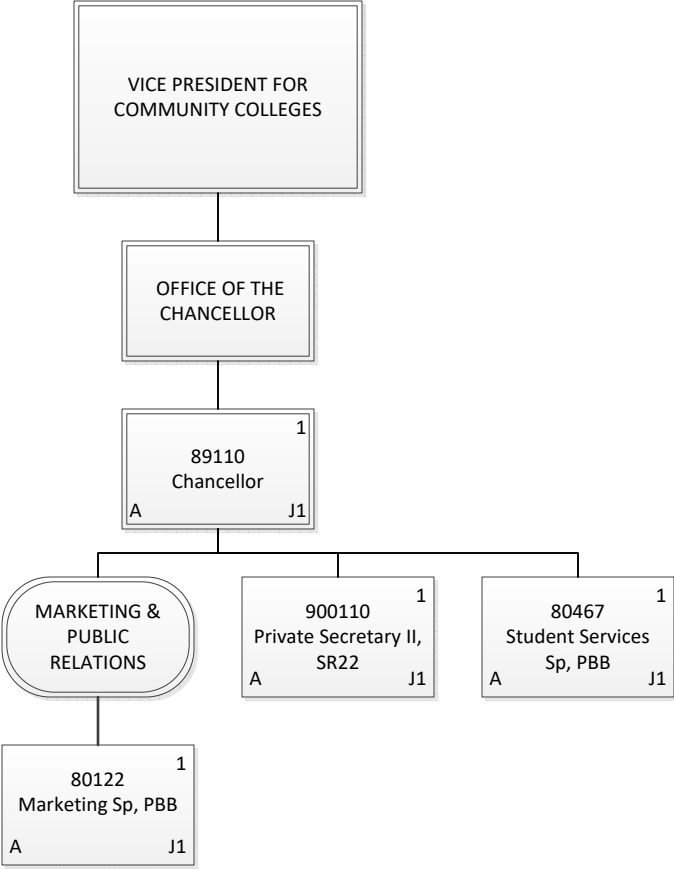 VICE PRESIDENT FOR
COMMUNITY COLLEGES
OFFICE OF THE
CHANCELLOR
1
89110
Chancellor
A J1
MARKETING &
PUBLIC
RELATIONS
1
900110
Private Secretary II,
SR22
A J1
1
80467
Student Services
Sp, PBB
A J1
1
80122
Marketing Sp, PBB
A J1